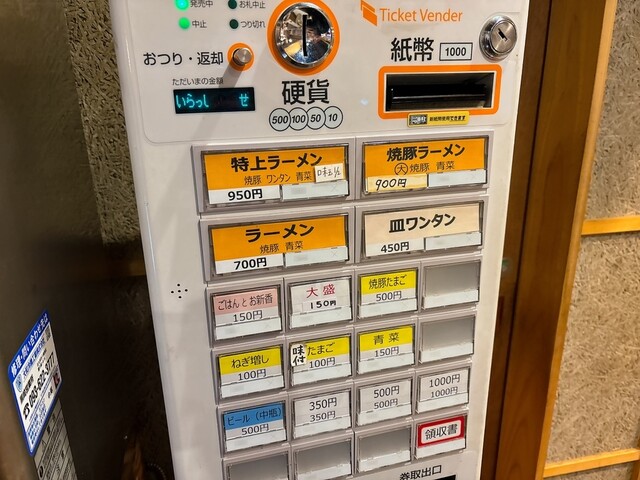 発売中
お札中止
中止
つり切れ
Ticket Vender
おつり・返却
紙幣 1000
ただいまの金額
いらっし　せ
硬貨
500 100 50 10
特上ラーメン
焼豚 ワンタン 青菜 味玉½
950円
焼豚ラーメン
大 焼豚 青菜
900円
ラーメン
焼豚 青菜
700円
皿ワンタン
450円
ごはんとお新香
150円
大盛
150円
焼豚たまご
500円
ねぎ増し
100円
味付 たまご
100円
青菜
150円
ビール(中瓶)
500円
350円
350円
500円
500円
1000円
1000円
領収書
券取出口